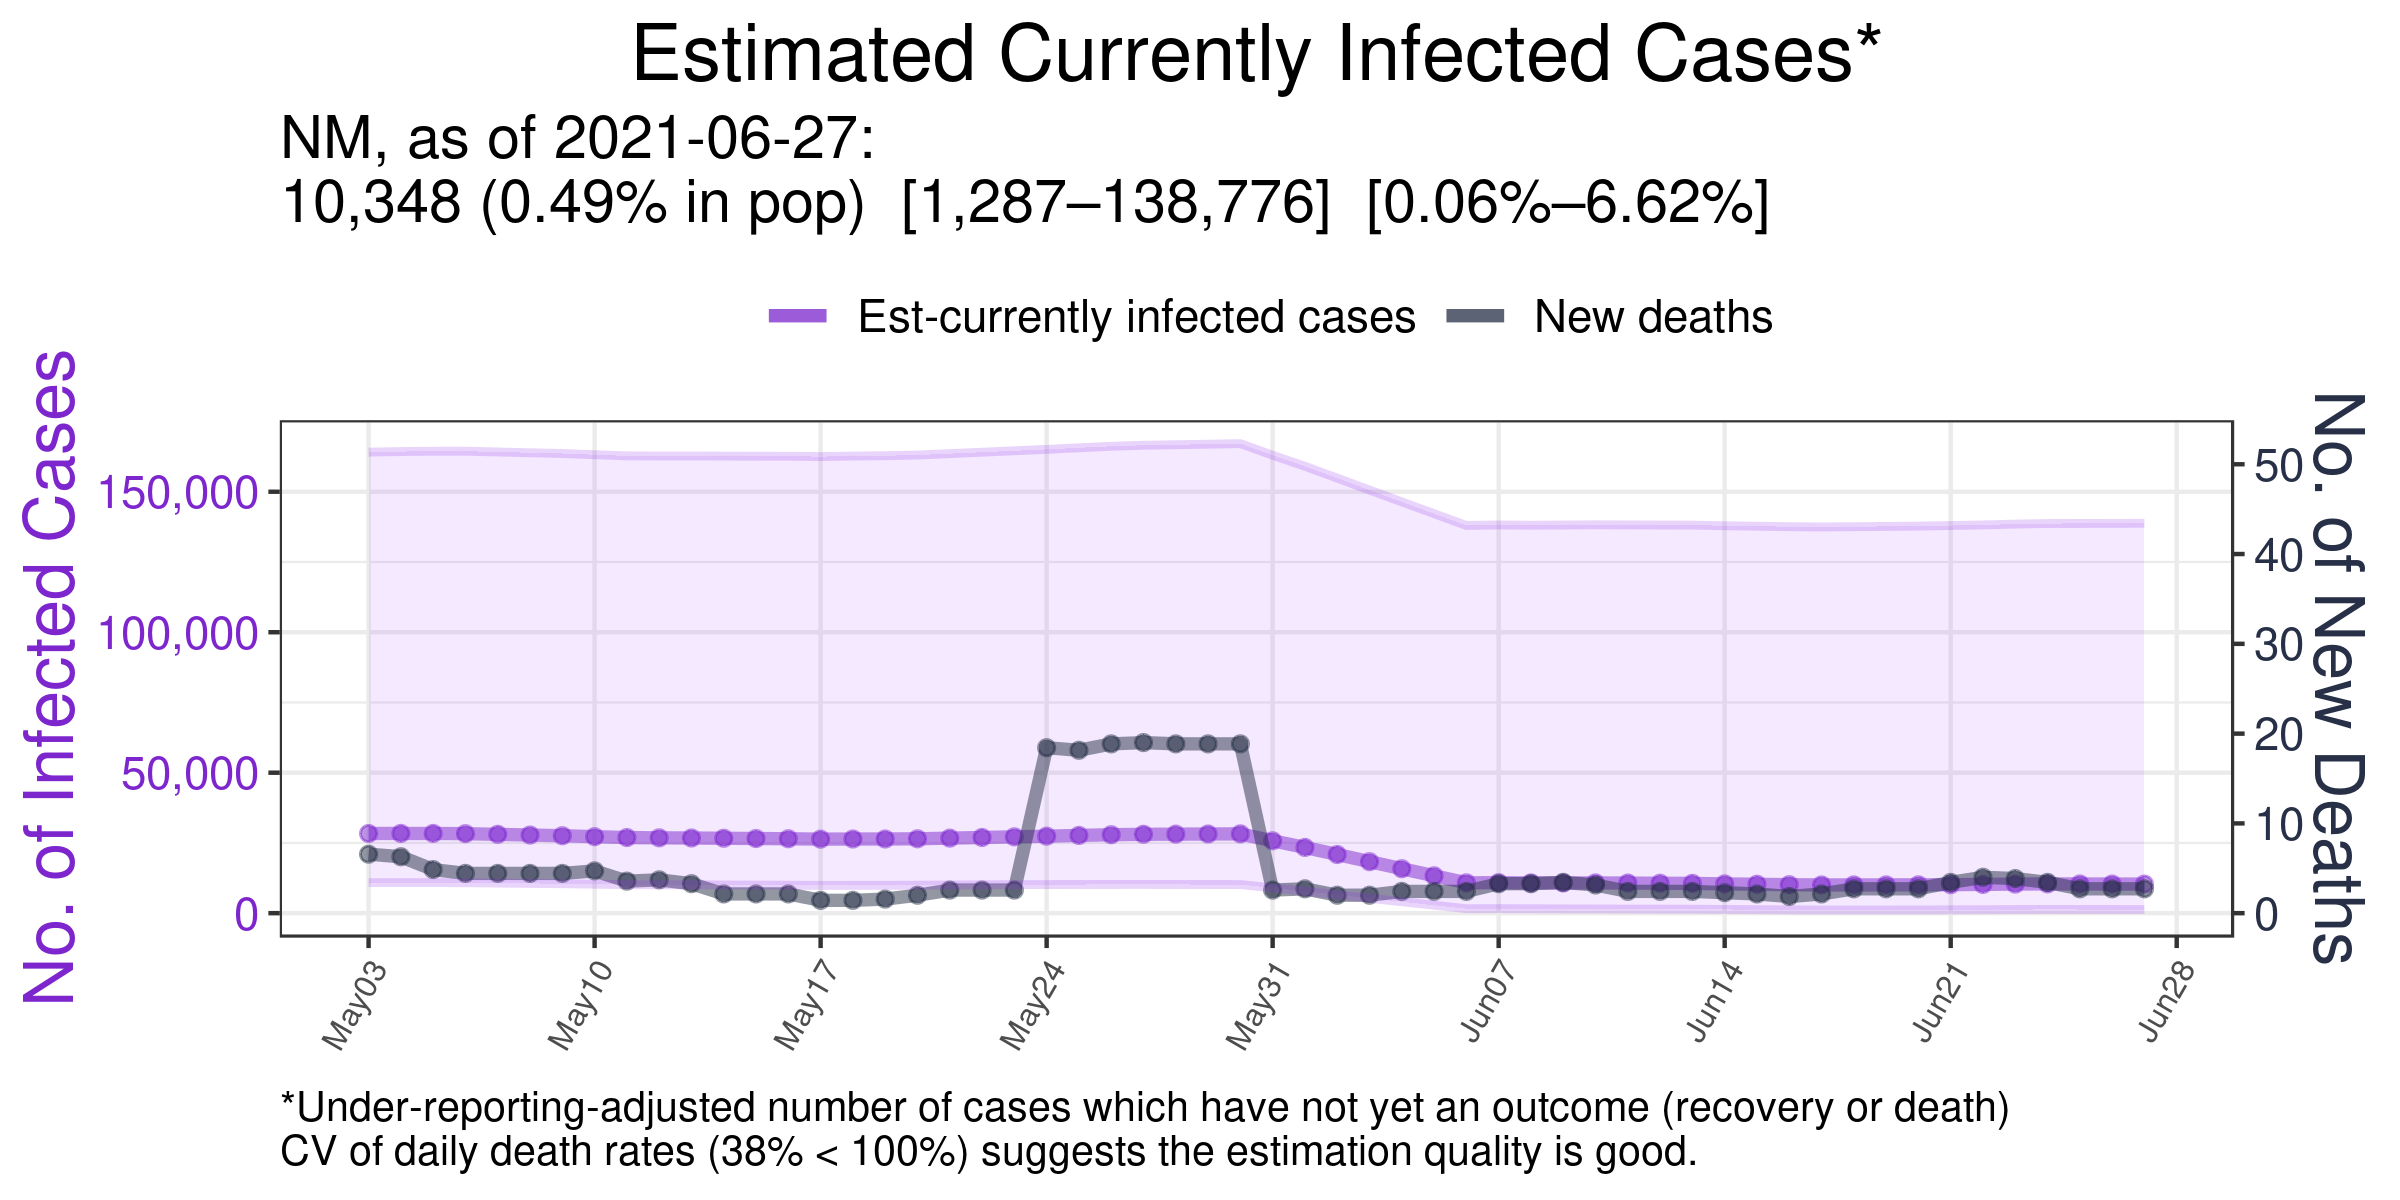 Estimated Currently Infected Cases*
NM, as of 2021-06-27:
10,348 (0.49% in pop)  [1,287–138,776]  [0.06%–6.62%]
Est-currently infected cases
New deaths
No. of Infected Cases
150,000
100,000
50,000
0
50
40
30
20
10
0
No. of New Deaths
May03
May10
May17
May24
May31
Jun07
Jun14
Jun21
Jun28
*Under-reporting-adjusted number of cases which have not yet an outcome (recovery or death)
CV of daily death rates (38% < 100%) suggests the estimation quality is good.